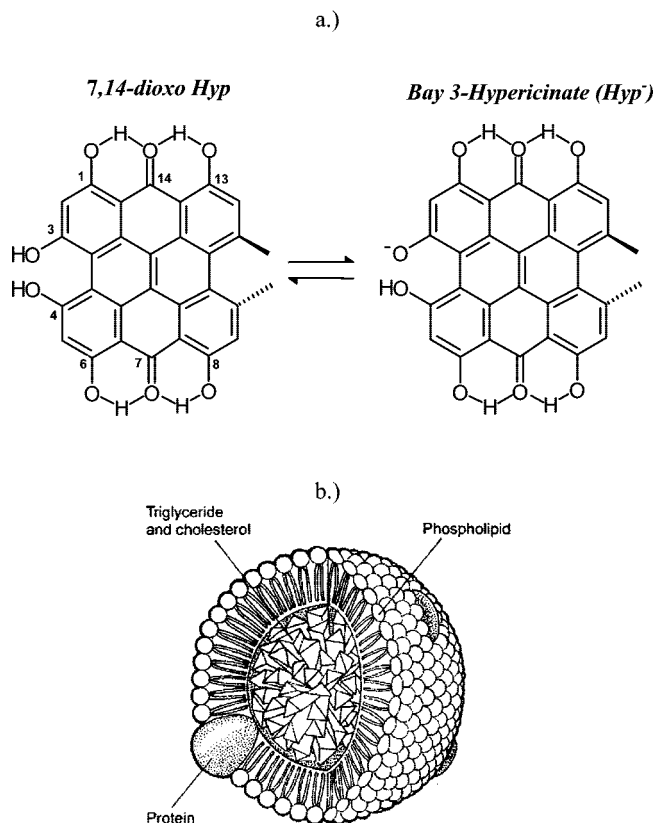 a.)
7,14-dioxo Hyp
Bay 3-Hypericinate (Hyp⁻)
H H
O O O
1 14 13
3
HO
HO
4
6 7 8
O O O
H H
H H
O O O
⁻O
HO
O O O
H H
b.)
Triglyceride
and cholesterol
Phospholipid
Protein